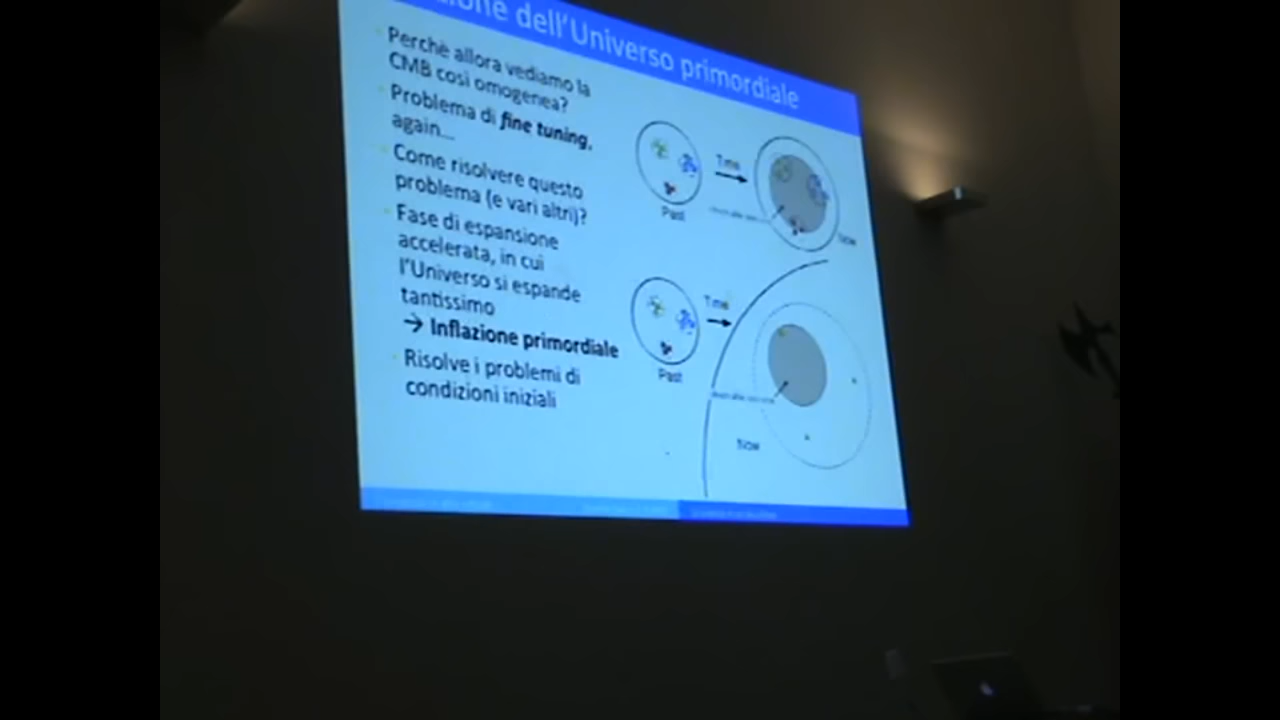 dell'Universo primordiale
Perchè allora vediamo la
CMB così omogenea?
Problema di fine tuning,
again...
Come risolvere questo
problema (e vari altri)?
Fase di espansione
accelerata, in cui
l'Universo si espande
tantissimo
→ Inflazione primordiale
Risolve i problemi di
condizioni iniziali
Time
Past
Now
Time
Past
Now